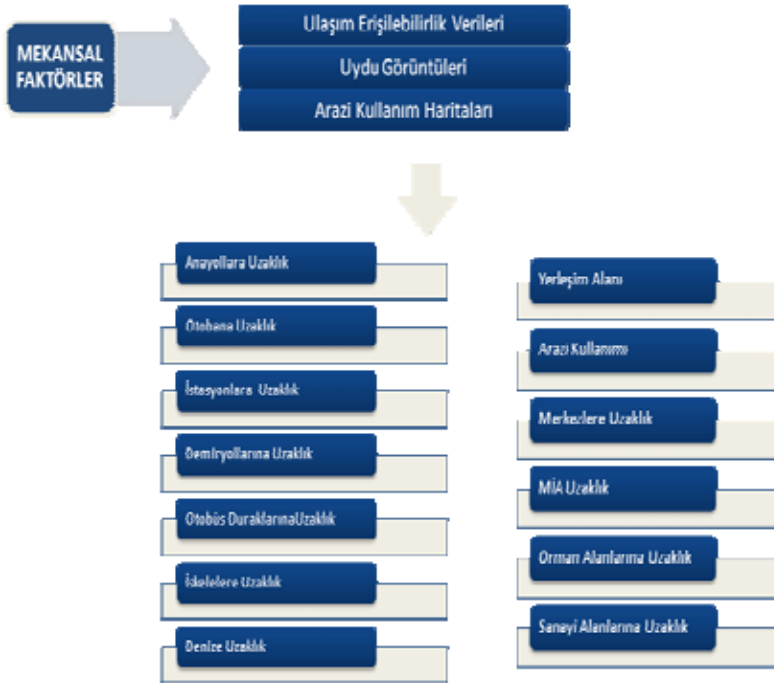 MEKANSAL
FAKTÖRLER
Ulaşım Erişilebilirlik Verileri
Uydu Görüntüleri
Arazi Kullanım Haritaları
Anayollara Uzaklık
Otobana Uzaklık
İstasyonlara Uzaklık
Demiryollarına Uzaklık
Otobüs DuraklarınaUzaklık
İskelelere Uzaklık
Denize Uzaklık
Yerleşim Alanı
Arazi Kullanımı
Merkezlere Uzaklık
MİA Uzaklık
Orman Alanlarına Uzaklık
Sanayi Alanlarına Uzaklık